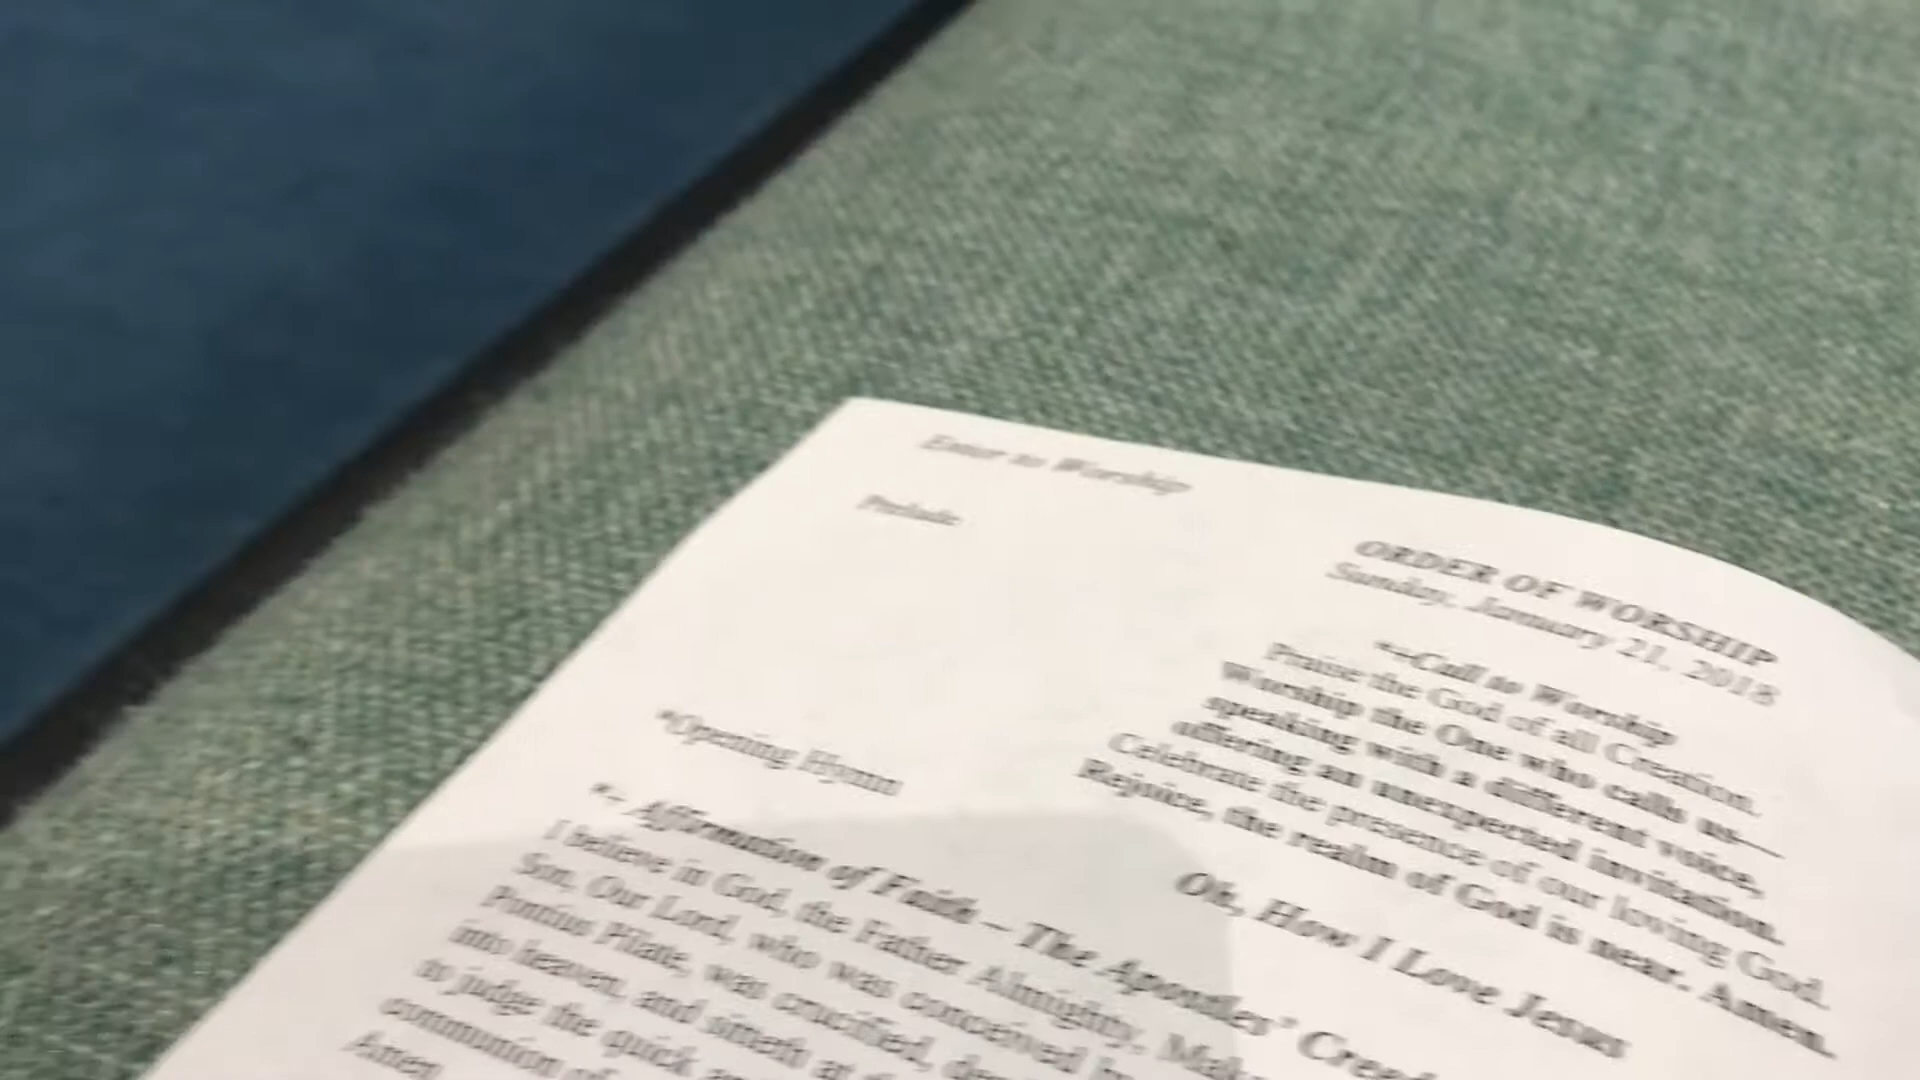 Enter to Worship
Prelude
ORDER OF WORSHIP
Sunday, January 21, 2018
*~Call to Worship
Praise the God of all Creation.
Worship the One who calls us—
speaking with a different voice,
offering an unexpected invitation.
Celebrate the presence of our loving God.
Rejoice, the realm of God is near. Amen.
*Opening Hymn
Oh, How I Love Jesus
*~ Affirmation of Faith – The Apostles' Creed
I believe in God, the Father Almighty,
Son, Our Lord, who was conceived
Pontius Pilate, was crucified,
into heaven, and sitteth at
to judge the quick
communion of
Amen